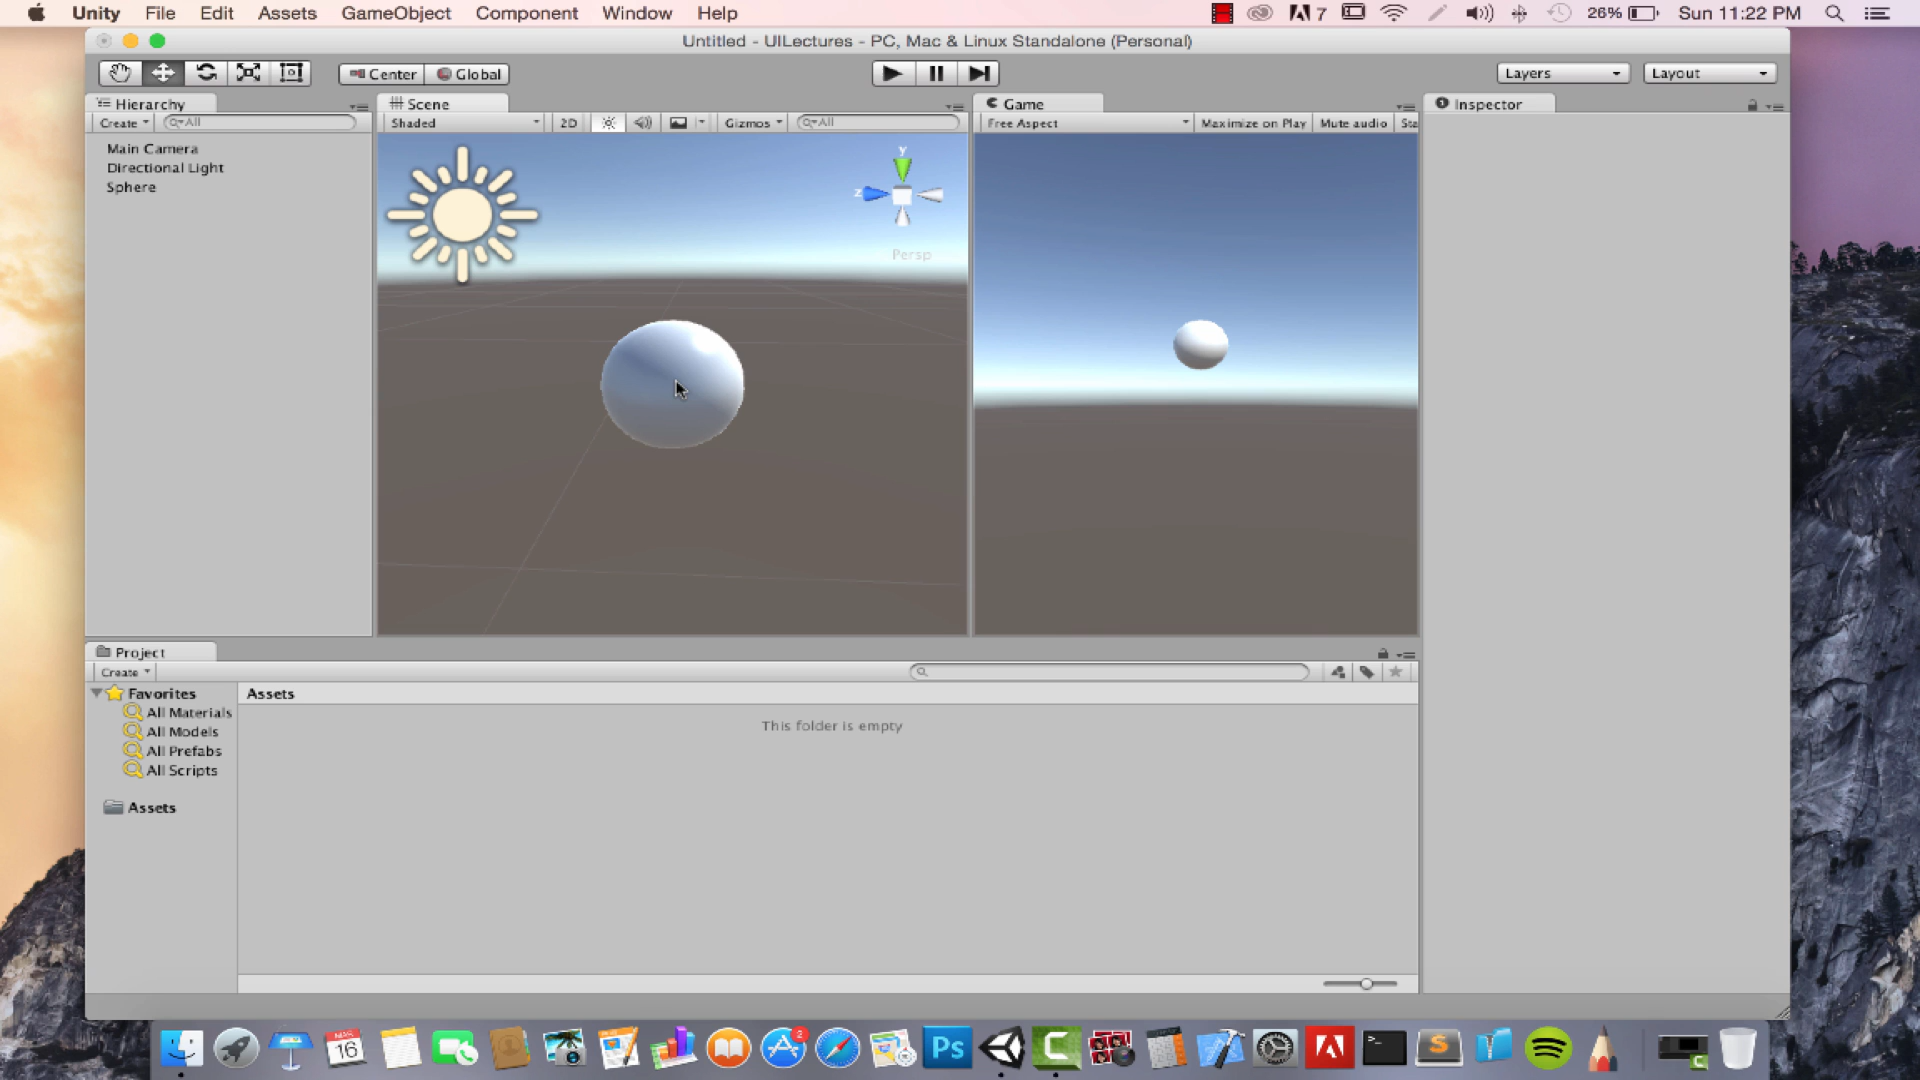 Unity File Edit Assets GameObject Component Window Help 7 26% Sun 11:22 PM
Untitled - UILectures - PC, Mac & Linux Standalone (Personal)
Center Global Layers Layout
Hierarchy Scene Game Inspector
Create All Shaded 2D Gizmos All Free Aspect Maximize on Play Mute audio Sta
Main Camera
Directional Light
Sphere
y
z
Persp
Project
Create
Favorites Assets
All Materials
This folder is empty
All Models
All Prefabs
All Scripts
Assets
16 2 Ps